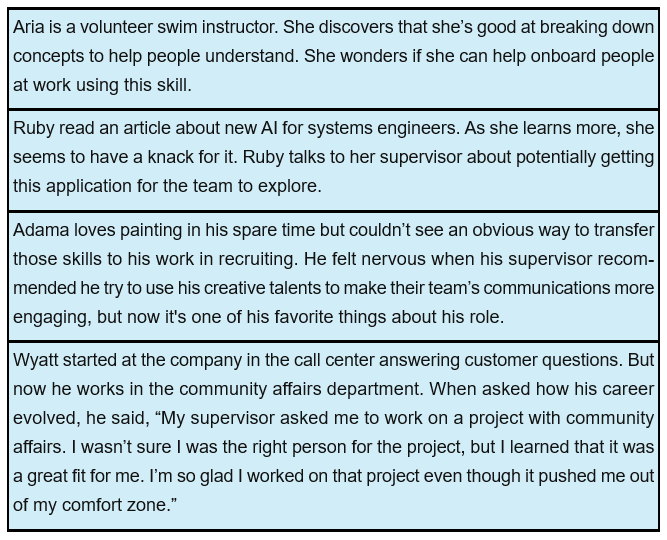 Aria is a volunteer swim instructor. She discovers that she’s good at breaking down
concepts to help people understand. She wonders if she can help onboard people
at work using this skill.
Ruby read an article about new AI for systems engineers. As she learns more, she
seems to have a knack for it. Ruby talks to her supervisor about potentially getting
this application for the team to explore.
Adama loves painting in his spare time but couldn’t see an obvious way to transfer
those skills to his work in recruiting. He felt nervous when his supervisor recom-
mended he try to use his creative talents to make their team’s communications more
engaging, but now it's one of his favorite things about his role.
Wyatt started at the company in the call center answering customer questions. But
now he works in the community affairs department. When asked how his career
evolved, he said, “My supervisor asked me to work on a project with community
affairs. I wasn’t sure I was the right person for the project, but I learned that it was
a great fit for me. I’m so glad I worked on that project even though it pushed me out
of my comfort zone.”